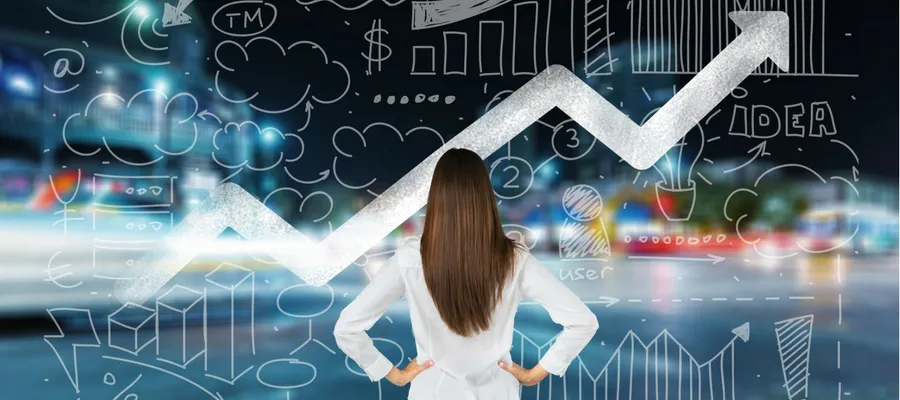 TM
$
@
IDEA
3
2
¥
user
€